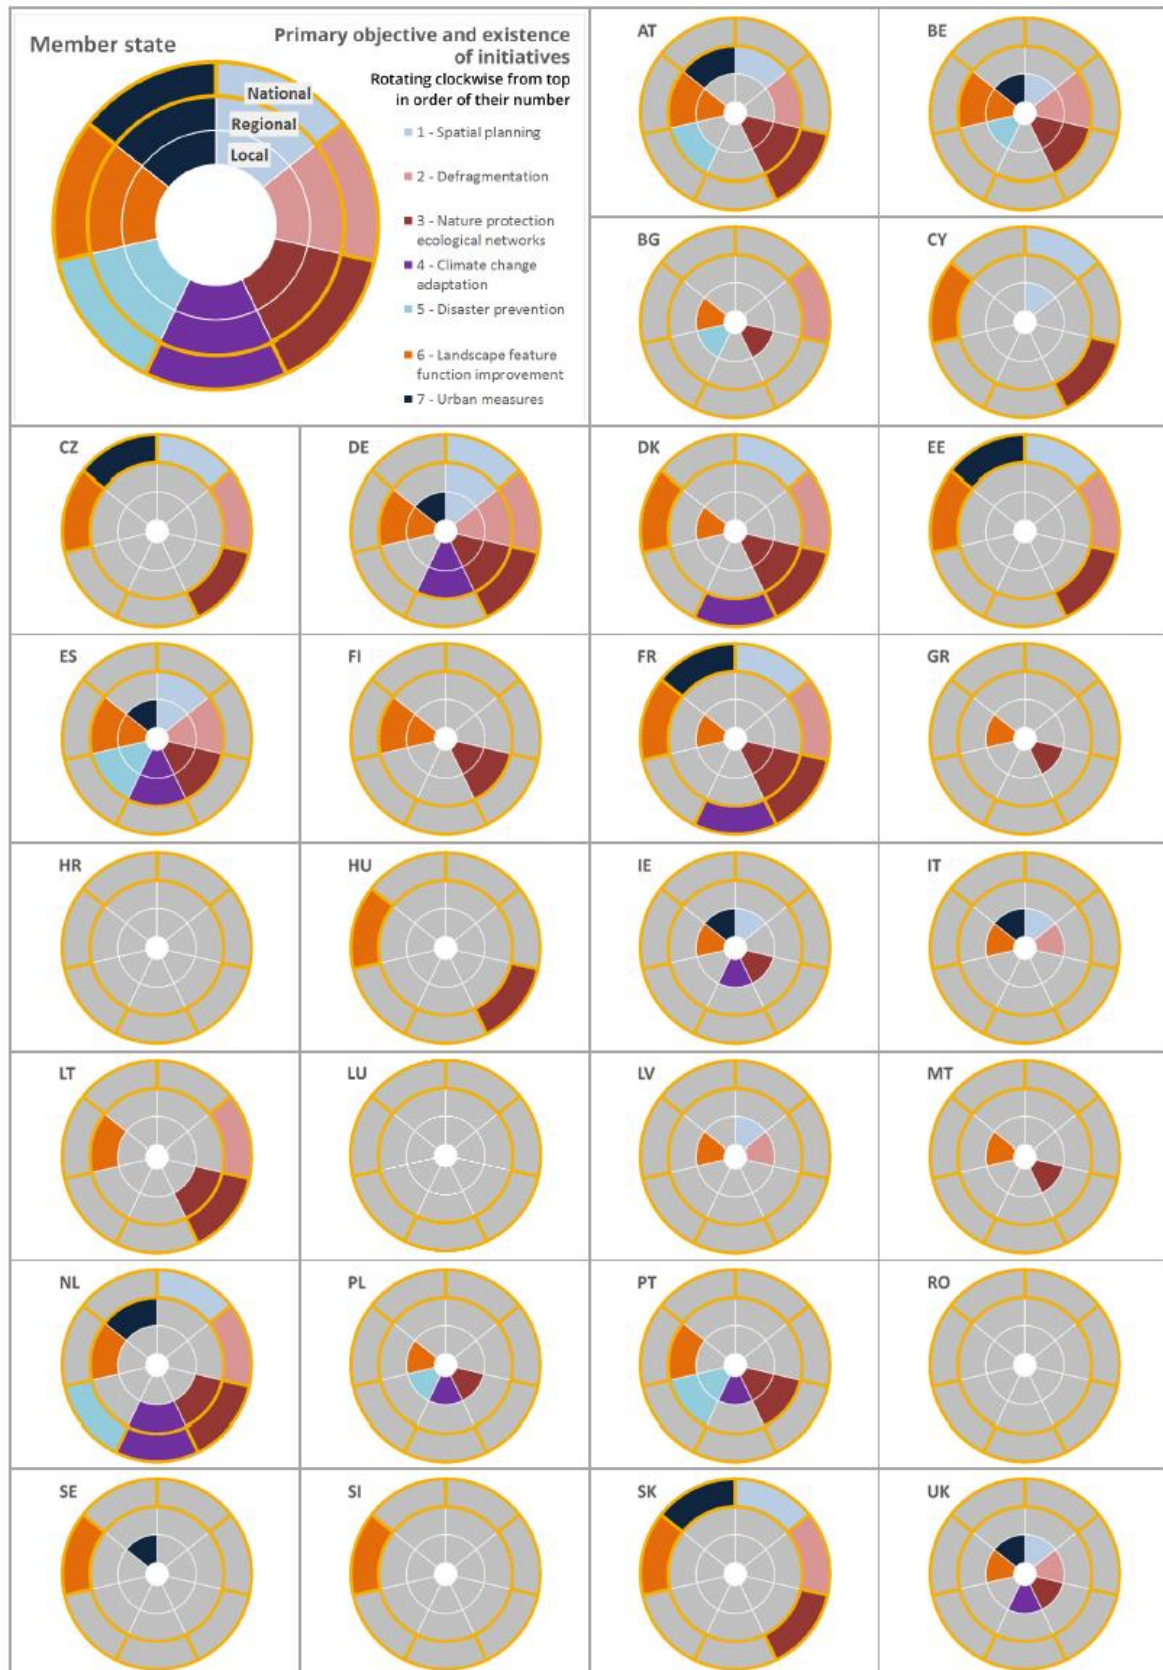 Member state
Primary objective and existence
of initiatives
Rotating clockwise from top
in order of their number
National
Regional
Local
1 - Spatial planning
2 - Defragmentation
3 - Nature protection
ecological networks
4 - Climate change
adaptation
5 - Disaster prevention
6 - Landscape feature
function improvement
7 - Urban measures
AT
BE
BG
CY
CZ
DE
DK
EE
ES
FI
FR
GR
HR
HU
IE
IT
LT
LU
LV
MT
NL
PL
PT
RO
SE
SI
SK
UK